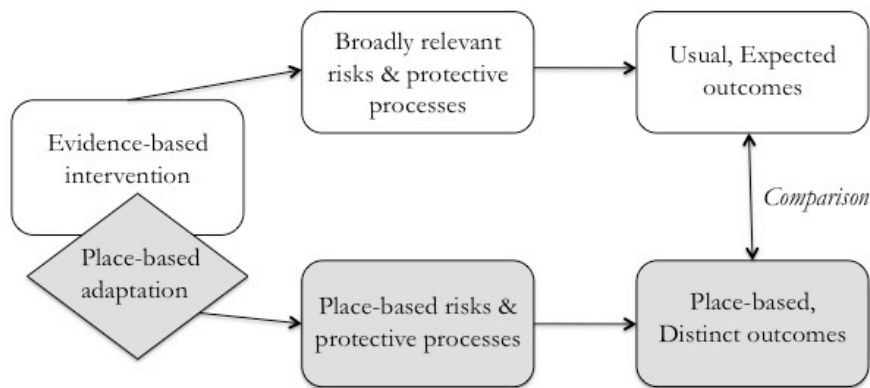 Broadly relevant
risks & protective
processes
Usual, Expected
outcomes
Evidence-based
intervention
Comparison
Place-based
adaptation
Place-based risks &
protective processes
Place-based,
Distinct outcomes